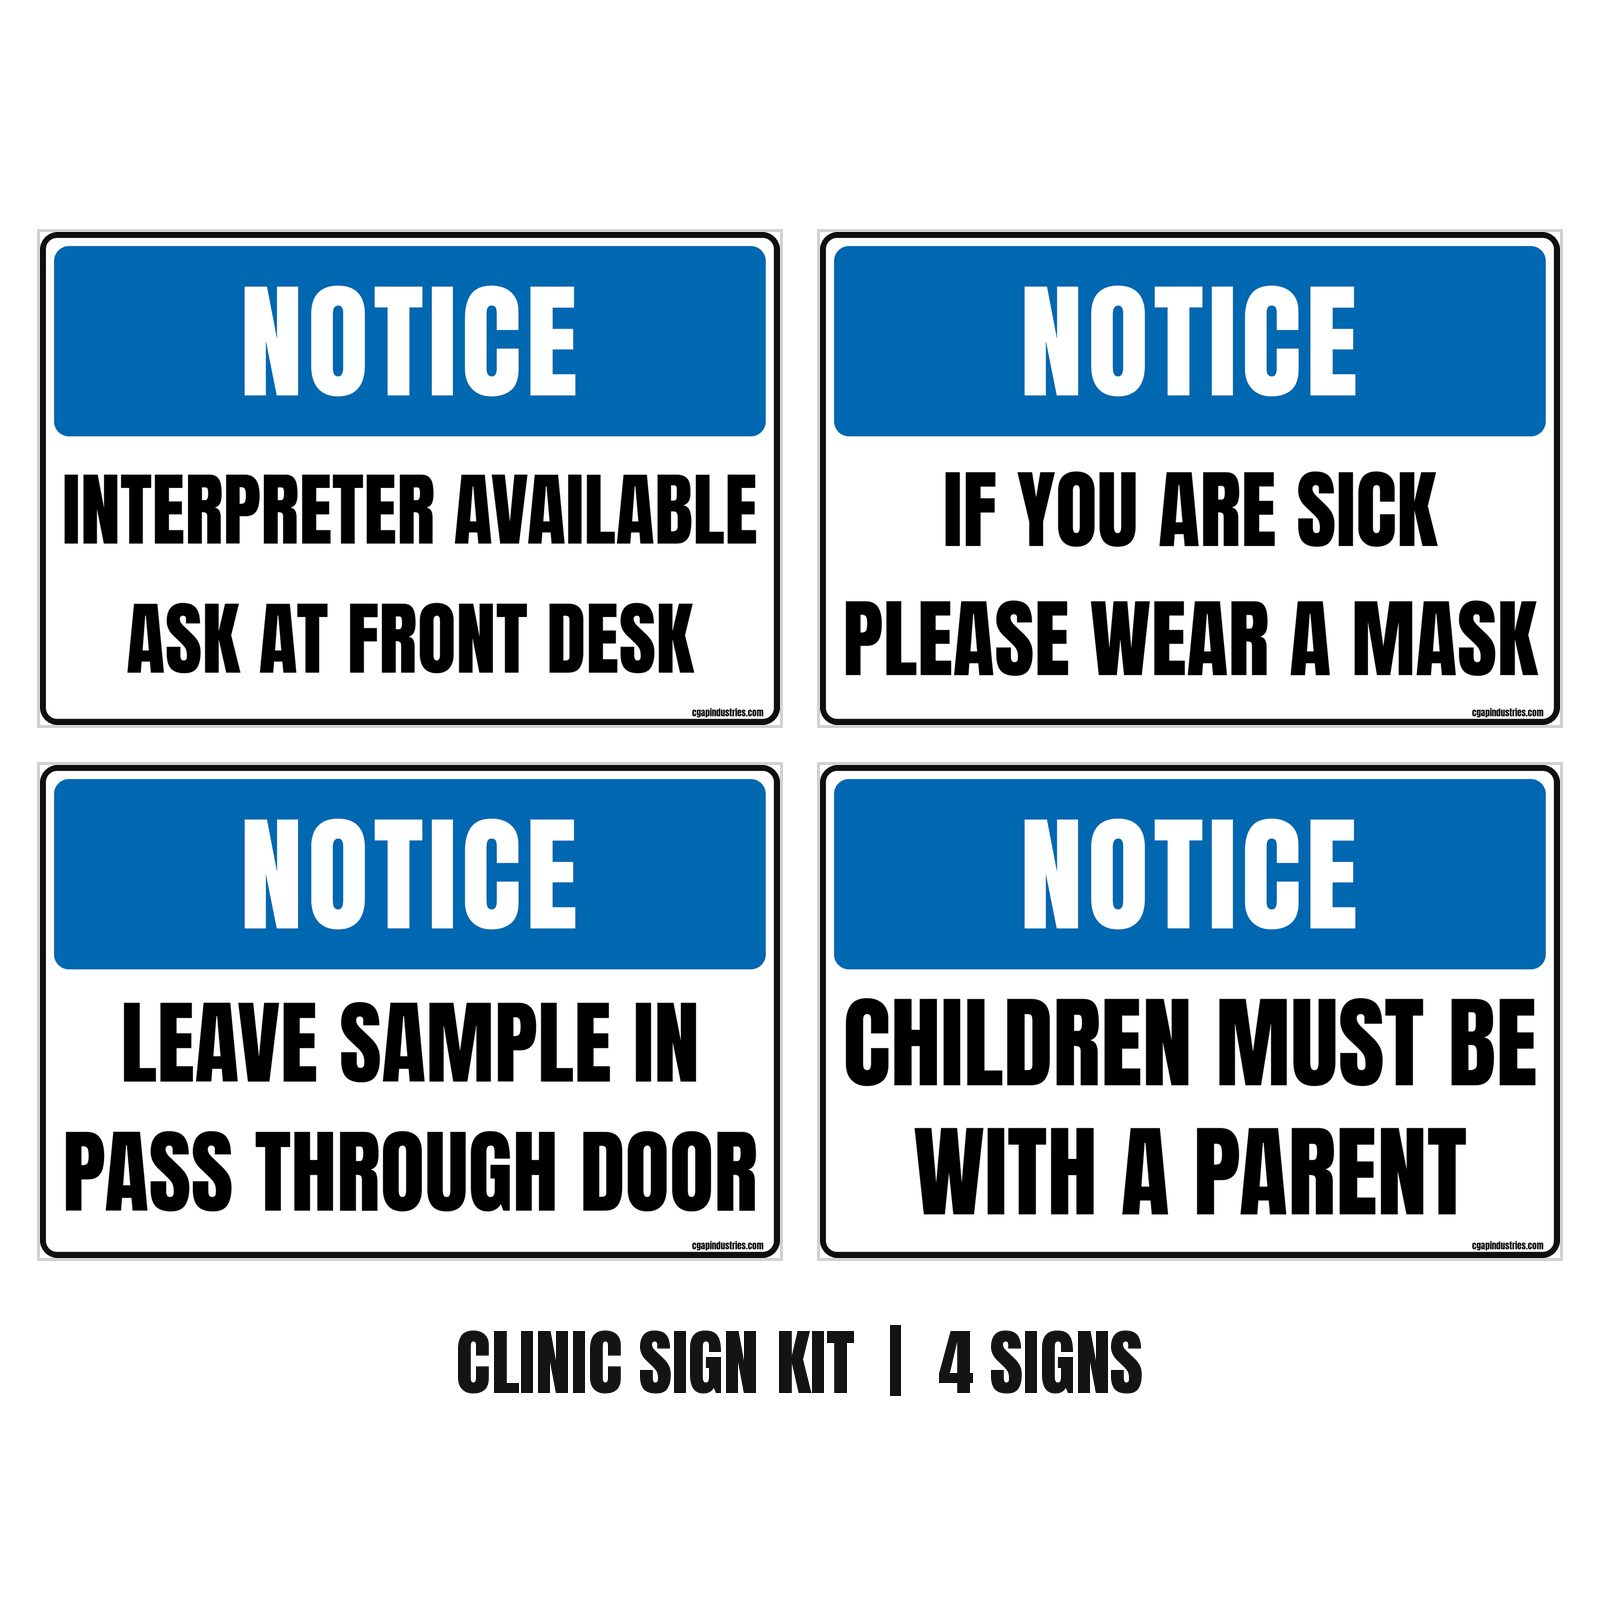 NOTICE
INTERPRETER AVAILABLE
ASK AT FRONT DESK
cgapindustries.com
NOTICE
IF YOU ARE SICK
PLEASE WEAR A MASK
cgapindustries.com
NOTICE
LEAVE SAMPLE IN
PASS THROUGH DOOR
cgapindustries.com
NOTICE
CHILDREN MUST BE
WITH A PARENT
cgapindustries.com
CLINIC SIGN KIT | 4 SIGNS